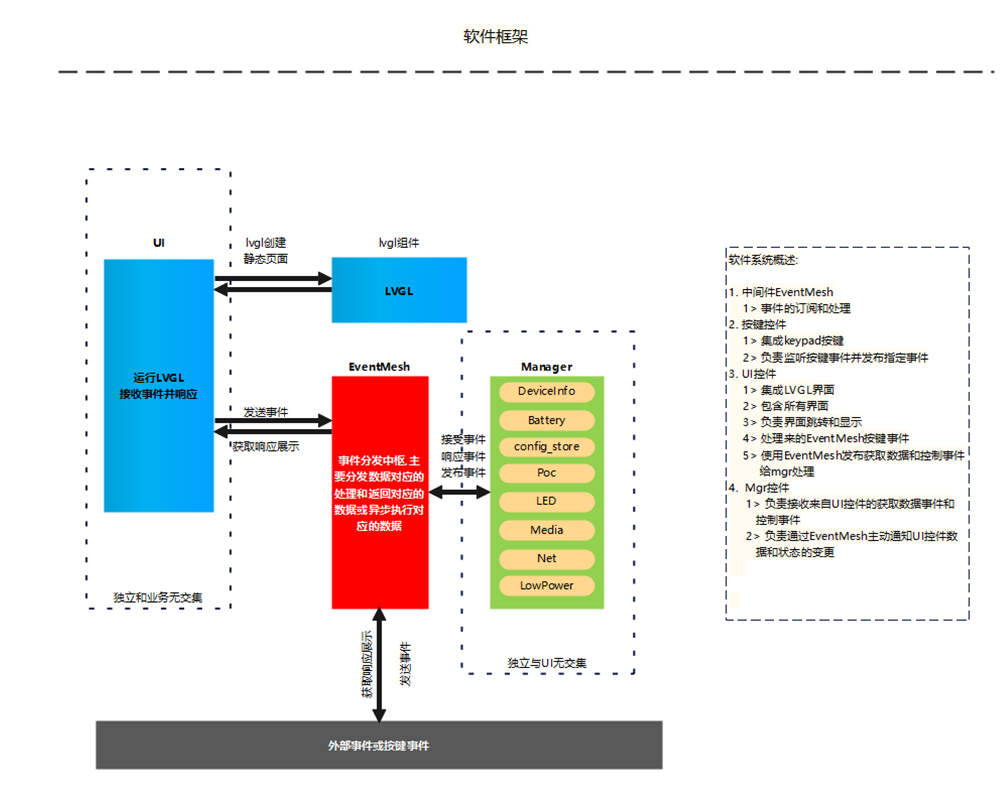 软件框架
UI
lvgl创建
静态页面
lvgl组件
LVGL
运行LVGL
接收事件并响应
发送事件
获取响应展示
独立和业务无交集
EventMesh
事件分发中枢,主
要分发数据对应的
处理和返回对应的
数据或异步执行对
应的数据
接受事件
响应事件
发布事件
Manager
DeviceInfo
Battery
config_store
Poc
LED
Media
Net
LowPower
独立与UI无交集
获取响应展示
发送事件
外部事件或按键事件
软件系统概述:
1. 中间件EventMesh
1> 事件的订阅和处理
2. 按键控件
1> 集成keypad按键
2> 负责监听按键事件并发布指定事件
3. UI控件
1> 集成LVGL界面
2> 包含所有界面
3> 负责界面跳转和显示
4> 处理来的EventMesh按键事件
5> 使用EventMesh发布获取数据和控制事件
给mgr处理
4. Mgr控件
1> 负责接收来自UI控件的获取数据事件和
控制事件
2> 负责通过EventMesh主动通知UI控件数
据和状态的变更